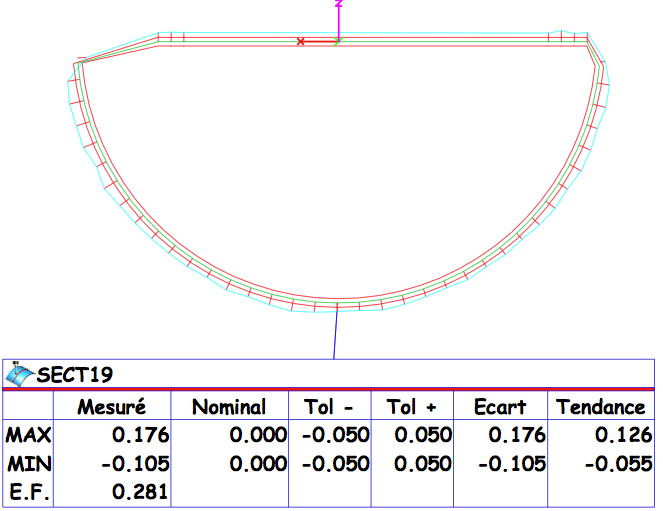 Z
SECT19
Mesuré Nominal Tol - Tol + Ecart Tendance
MAX 0.176 0.000 -0.050 0.050 0.176 0.126
MIN -0.105 0.000 -0.050 0.050 -0.105 -0.055
E.F. 0.281